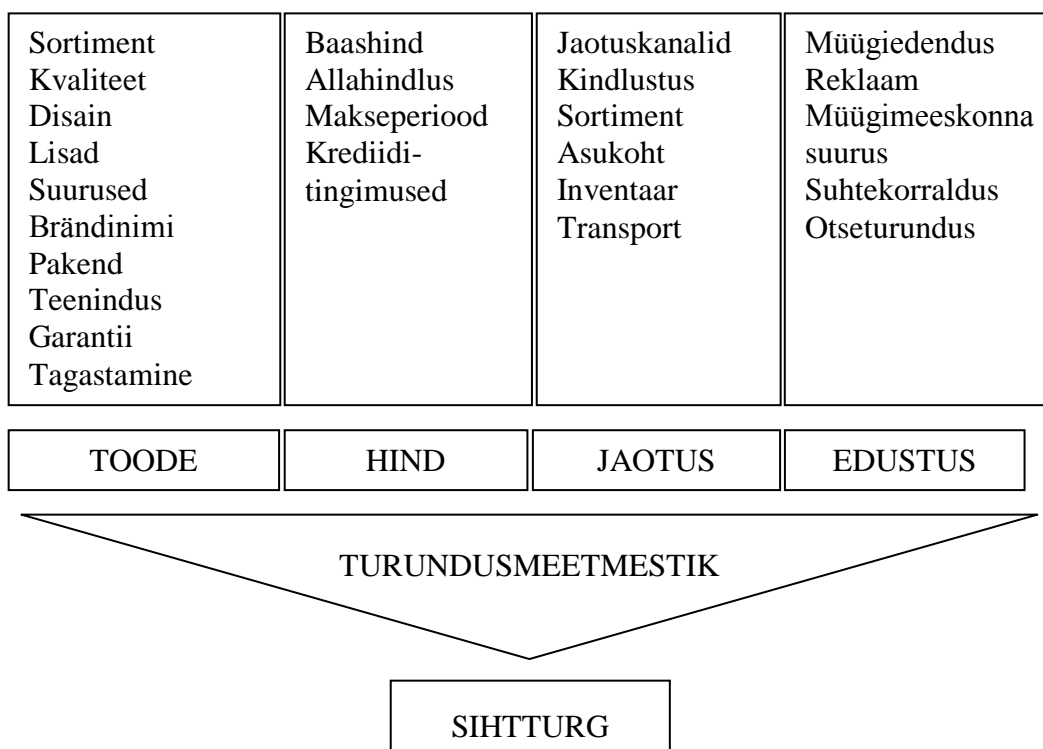 Sortiment
Kvaliteet
Disain
Lisad
Suurused
Brändinimi
Pakend
Teenindus
Garantii
Tagastamine
Baashind
Allahindlus
Makseperiood
Krediidi-
tingimused
Jaotuskanalid
Kindlustus
Sortiment
Asukoht
Inventaar
Transport
Müügiedendus
Reklaam
Müügimeeskonna
suurus
Suhtekorraldus
Otseturundus
TOODE
HIND
JAOTUS
EDUSTUS
TURUNDUSMEETMESTIK
SIHTTURG